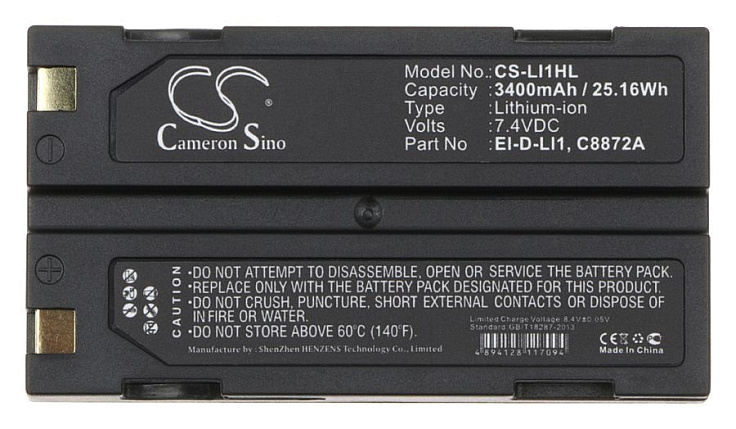 CS
®
Cameron Sino
Model No.:CS-LI1HL
Capacity :3400mAh / 25.16Wh
Type :Lithium-ion
Volts :7.4VDC
Part No :EI-D-LI1, C8872A
CAUTION
•DO NOT ATTEMPT TO DISASSEMBLE, OPEN OR SERVICE THE BATTERY PACK.
•REPLACE ONLY WITH THE BATTERY PACK DESIGNATED FOR THIS PRODUCT.
•DO NOT CRUSH, PUNCTURE, SHORT EXTERNAL CONTACTS OR DISPOSE OF
IN FIRE OR WATER.
•DO NOT STORE ABOVE 60°C (140°F).
Limited Charge Voltage:8.4V±0.05V
Standard GB/T18287-2013
Manufacture by : ShenZhen HENZENS Technology Co., Limited
4 894128 117094
CE
Made In China